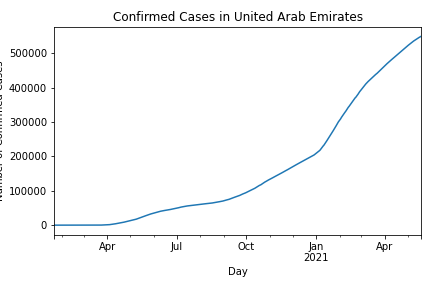 Confirmed Cases in United Arab Emirates
500000
400000
300000
200000
100000
0
Number of Confirmed Cases
Apr
Jul
Oct
Jan
2021
Apr
Day